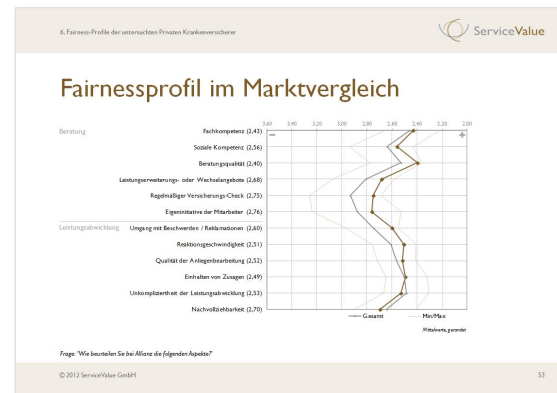 6. Fairness-Profile der untersuchten Privaten Krankenversicherer
ServiceValue
Fairnessprofil im Marktvergleich
Beratung
3,60 3,40 3,20 3,00 2,80 2,60 2,40 2,20 2,00
− +
Fachkompetenz (2,43)
Soziale Kompetenz (2,56)
Beratungsqualität (2,40)
Leistungserweiterungs- oder Wechselangebote (2,68)
Regelmäßiger Versicherungs-Check (2,75)
Eigeninitiative der Mitarbeiter (2,76)
Leistungsabwicklung
Umgang mit Beschwerden / Reklamationen (2,60)
Reaktionsgeschwindigkeit (2,51)
Qualität der Anliegenbearbeitung (2,52)
Einhalten von Zusagen (2,49)
Unkompliziertheit der Leistungsabwicklung (2,53)
Nachvollziehbarkeit (2,70)
Gesamt Min/Max
Mittelwerte, gerundet
Frage: "Wie beurteilen Sie bei Allianz die folgenden Aspekte?"
© 2012 ServiceValue GmbH
53